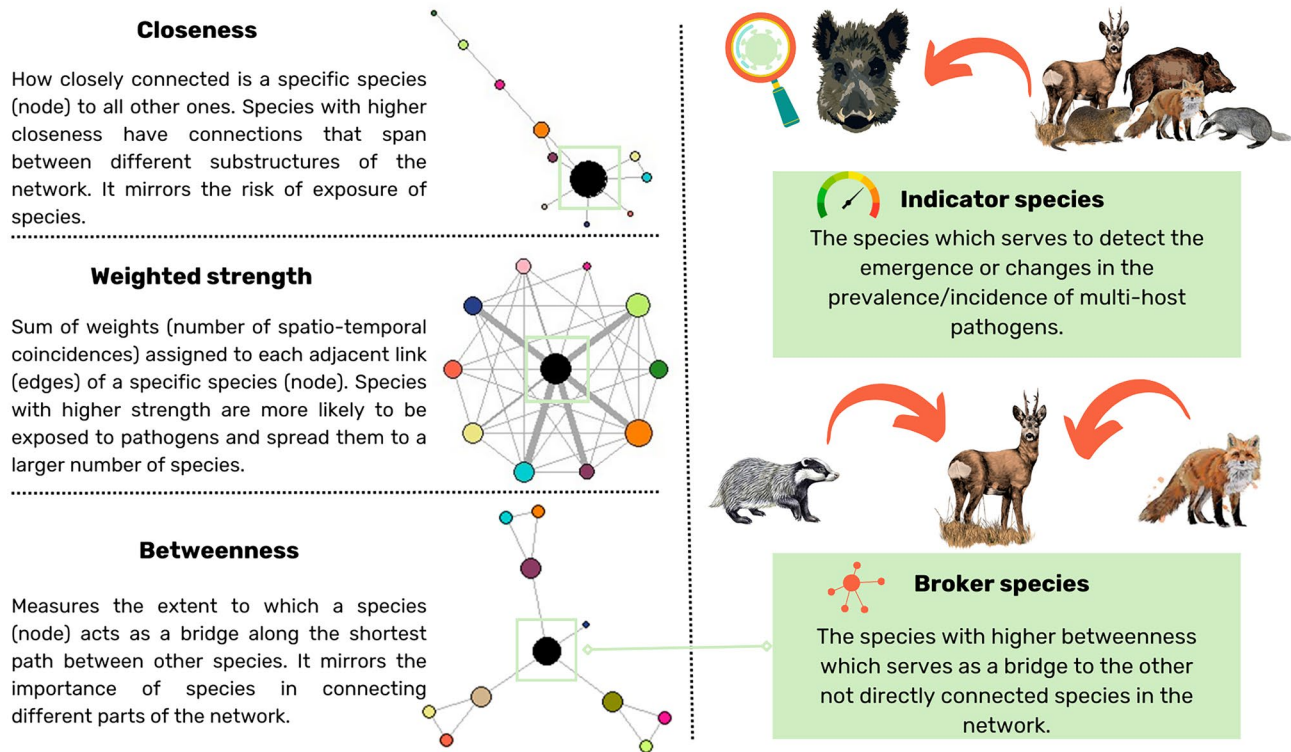 Closeness
How closely connected is a specific species
(node) to all other ones. Species with higher
closeness have connections that span
between different substructures of the
network. It mirrors the risk of exposure of
species.
Weighted strength
Sum of weights (number of spatio-temporal
coincidences) assigned to each adjacent link
(edges) of a specific species (node). Species
with higher strength are more likely to be
exposed to pathogens and spread them to a
larger number of species.
Betweenness
Measures the extent to which a species
(node) acts as a bridge along the shortest
path between other species. It mirrors the
importance of species in connecting
different parts of the network.
Indicator species
The species which serves to detect the
emergence or changes in the
prevalence/incidence of multi-host
pathogens.
Broker species
The species with higher betweenness
which serves as a bridge to the other
not directly connected species in the
network.